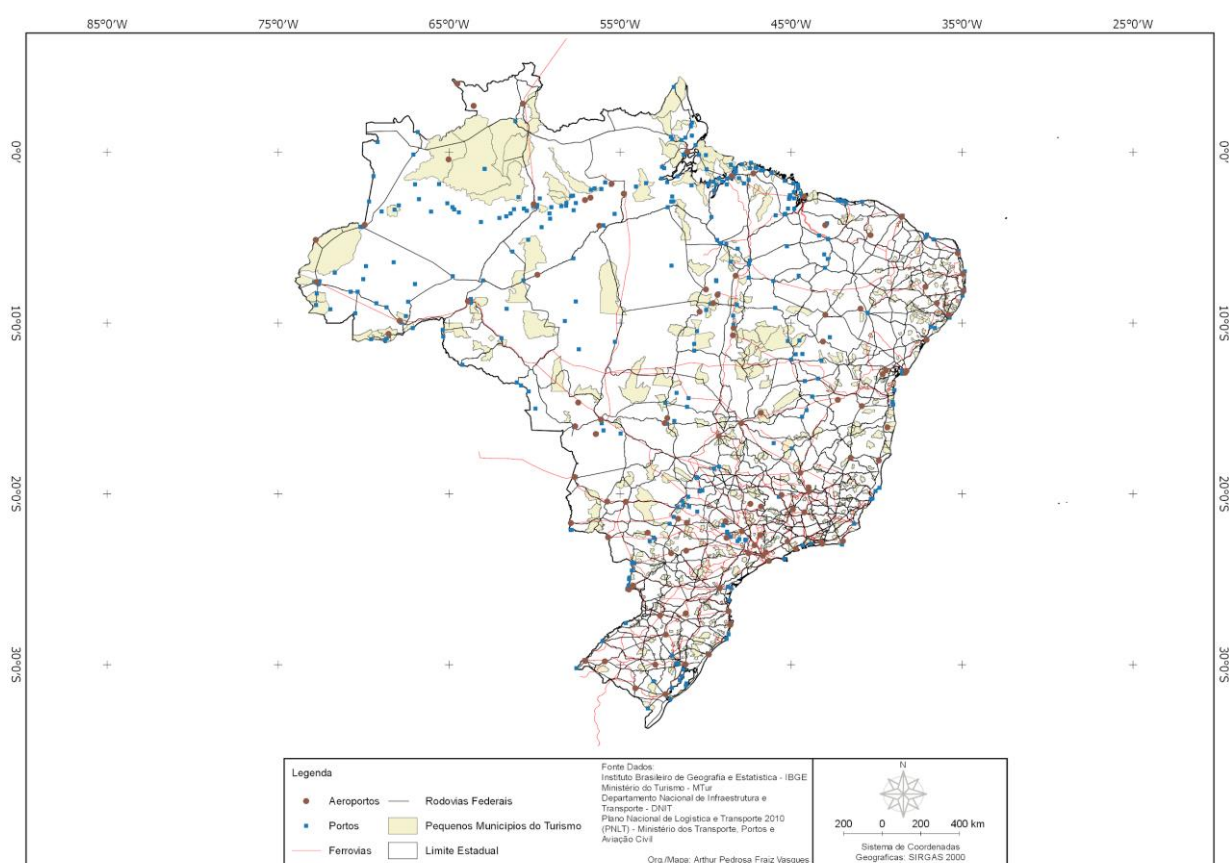 85°0'W 75°0'W 65°0'W 55°0'W 45°0'W 35°0'W 25°0'W
0°0' 0°0'
10°0'S 10°0'S
20°0'S 20°0'S
30°0'S 30°0'S
Legenda
Aeroportos Rodovias Federais
Portos Pequenos Municipios do Turismo
Ferrovias Limite Estadual
Fonte Dados:
Instituto Brasileiro de Geografia e Estatistica - IBGE
Ministério do Turismo - MTur
Departamento Nacional de Infraestrutura e
Transporte - DNIT
Plano Nacional de Logística e Transporte 2010
(PNLT) - Ministério dos Transporte, Portos e
Aviação Civil
Org./Mapa: Arthur Pedrosa Fraiz Vasques
N
200 0 200 400 km
Sistema de Coordenadas
Geograficas: SIRGAS 2000